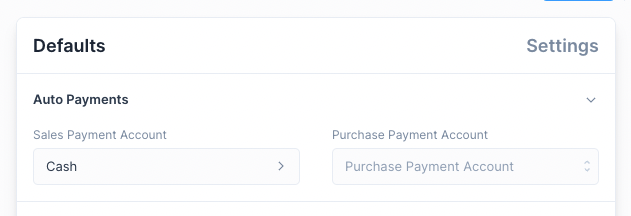 Defaults
Settings
Auto Payments
Sales Payment Account
Purchase Payment Account
Cash
Purchase Payment Account